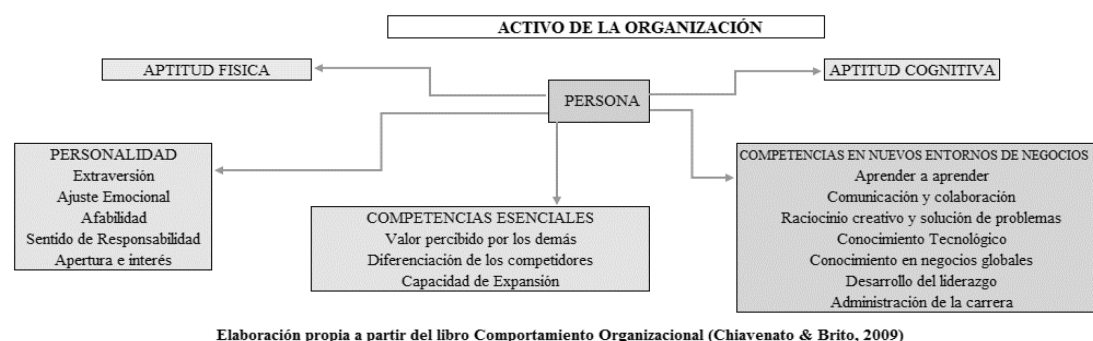 ACTIVO DE LA ORGANIZACIÓN
APTITUD FISICA
APTITUD COGNITIVA
PERSONA
PERSONALIDAD
Extraversión
Ajuste Emocional
Afabilidad
Sentido de Responsabilidad
Apertura e interés
COMPETENCIAS ESENCIALES
Valor percibido por los demás
Diferenciación de los competidores
Capacidad de Expansión
COMPETENCIAS EN NUEVOS ENTORNOS DE NEGOCIOS
Aprender a aprender
Comunicación y colaboración
Raciocinio creativo y solución de problemas
Conocimiento Tecnológico
Conocimiento en negocios globales
Desarrollo del liderazgo
Administración de la carrera
Elaboración propia a partir del libro Comportamiento Organizacional (Chiavenato & Brito, 2009)